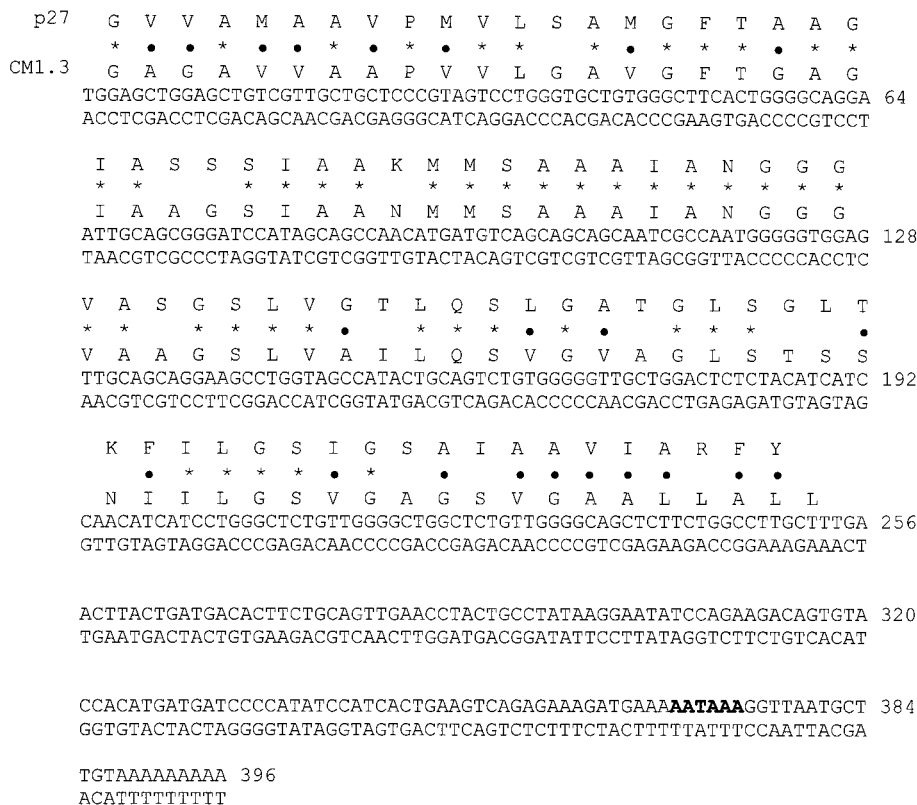 p27 G V V A M A A V P M V L S A M G F T A A G
* ● ● * ● ● * ● * ● * * * ● * * * ● * *
CM1.3 G A G A V V A A P V V L G A V G F T G A G
TGGAGCTGGAGCTGTCGTTGCTGCTCCCGTAGTCCTGGGTGCTGTGGGCTTCACTGGGGCAGGA 64
ACCTCGACCTCGACAGCAACGACGAGGGCATCAGGACCCACGACACCCGAAGTGACCCCGTCCT
I A S S S I A A K M M S A A A I A N G G G
* * * * * * * * * * * * * * * * * *
I A A G S I A A N M M S A A A I A N G G G
ATTGCAGCGGGATCCATAGCAGCCAACATGATGTCAGCAGCAGCAATCGCCAATGGGGGTGGAG 128
TAACGTCGCCCTAGGTATCGTCGGTTGTACTACAGTCGTCGTCGTTAGCGGTTACCCCCACCTC
V A S G S L V G T L Q S L G A T G L S G L T
* * * * * * ● * * * ● * ● * * * ●
V A A G S L V A I L Q S V G V A G L S T S S
TTGCAGCAGGAAGCCTGGTAGCCATACTGCAGTCTGTGGGGGTTGCTGGACTCTCTACATCATC 192
AACGTCGTCCTTCGGACCATCGGTATGACGTCAGACACCCCCAACGACCTGAGAGATGTAGTAG
K F I L G S I G S A I A A V I A R F Y
● * * * * ● * ● ● ● ● ● ● ● ●
N I I L G S V G A G S V G A A L L A L L
CAACATCATCCTGGGCTCTGTTGGGGCTGGCTCTGTTGGGGCAGCTCTTCTGGCCTTGCTTTGA 256
GTTGTAGTAGGACCCGAGACAACCCCGACCGAGACAACCCCGTCGAGAAGACCGGAAAGAAACT
ACTTACTGATGACACTTCTGCAGTTGAACCTACTGCCTATAAGGAATATCCAGAAGACAGTGTA 320
TGAATGACTACTGTGAAGACGTCAACTTGGATGACGGATATTCCTTATAGGTCTTCTGTCACAT
CCACATGATGATCCCCATATCCATCACTGAAGTCAGAGAAAGATGAAAAATAAAGGTTAATGCT 384
GGTGTACTACTAGGGGTATAGGTAGTGACTTCAGTCTCTTTCTACTTTTTATTTCCAATTACGA
TGTAAAAAAAAA 396
ACATTTTTTTTT